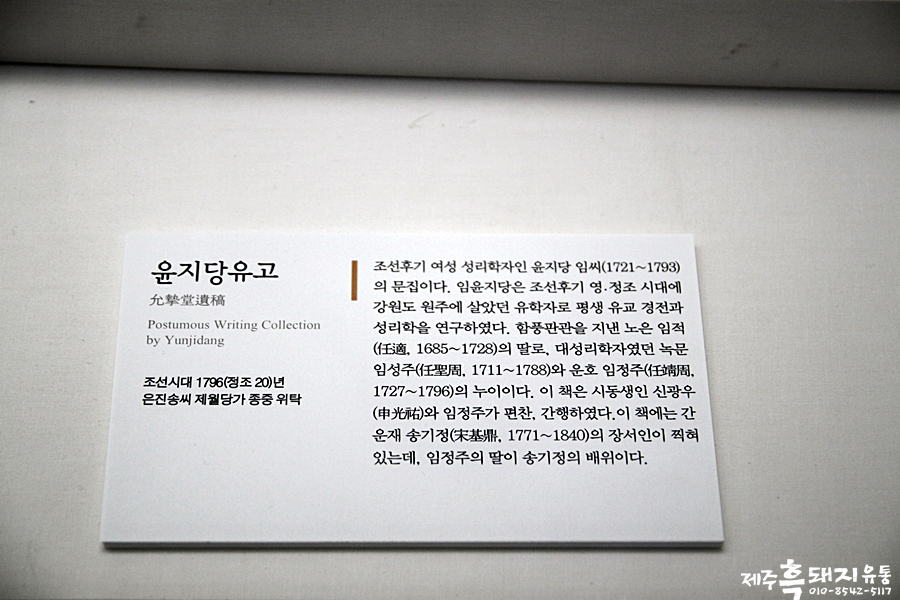 윤지당유고
允摯堂遺稿
Postumous Writing Collection
by Yunjidang
조선시대 1796(정조 20)년
은진송씨 제월당가 종중 위탁
조선후기 여성 성리학자인 윤지당 임씨(1721~1793)
의 문집이다. 임윤지당은 조선후기 영·정조 시대에
강원도 원주에 살았던 유학자로 평생 유교 경전과
성리학을 연구하였다. 함풍판관을 지낸 노은 임적
(任適, 1685~1728)의 딸로, 대성리학자였던 녹문
임성주(任聖周, 1711~1788)와 운호 임정주(任靖周,
1727~1796)의 누이이다. 이 책은 시동생인 신광우
(申光祐)와 임정주가 편찬, 간행하였다.이 책에는 간
운재 송기정(宋基鼎, 1771~1840)의 장서인이 찍혀
있는데, 임정주의 딸이 송기정의 배위이다.
제주흑돼지유통
010-8542-5117